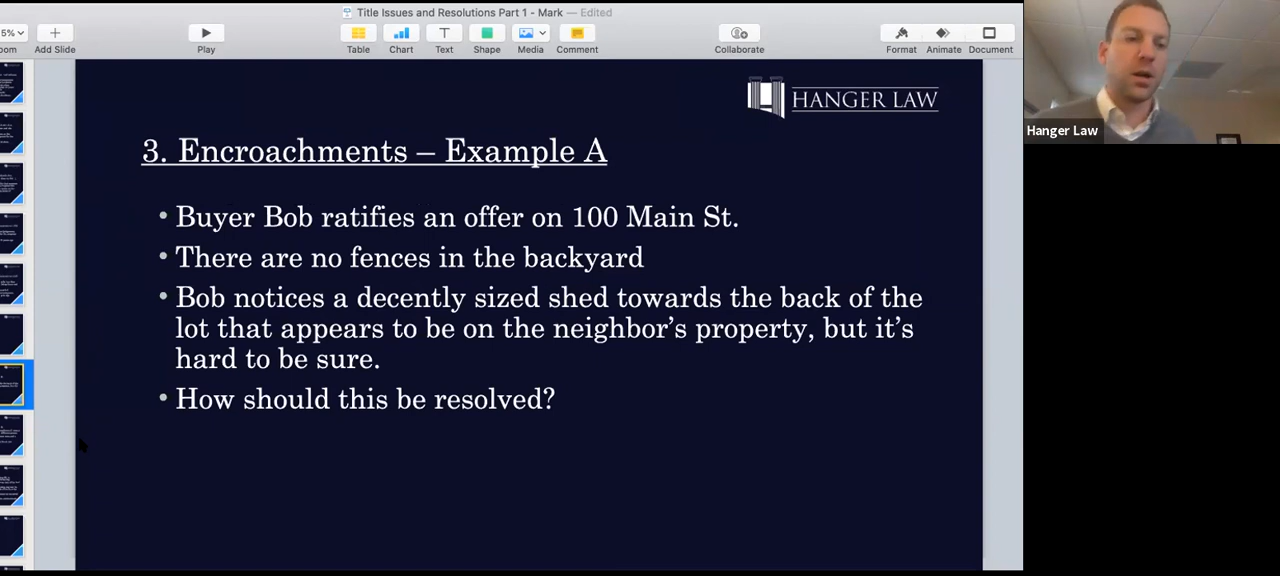 Title Issues and Resolutions Part 1 - Mark — Edited
5%
oom Add Slide Play Table Chart Text Shape Media Comment Collaborate Format Animate Document
HANGER LAW
Hanger Law
3. Encroachments – Example A
• Buyer Bob ratifies an offer on 100 Main St.
• There are no fences in the backyard
• Bob notices a decently sized shed towards the back of the
lot that appears to be on the neighbor's property, but it's
hard to be sure.
• How should this be resolved?